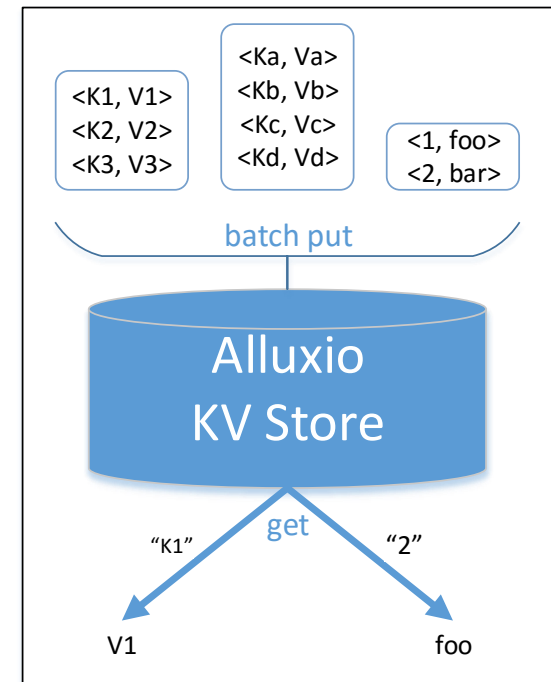 <K1, V1>
<K2, V2>
<K3, V3>
<Ka, Va>
<Kb, Vb>
<Kc, Vc>
<Kd, Vd>
<1, foo>
<2, bar>
batch put
Alluxio
KV Store
get
“K1”
“2”
V1
foo